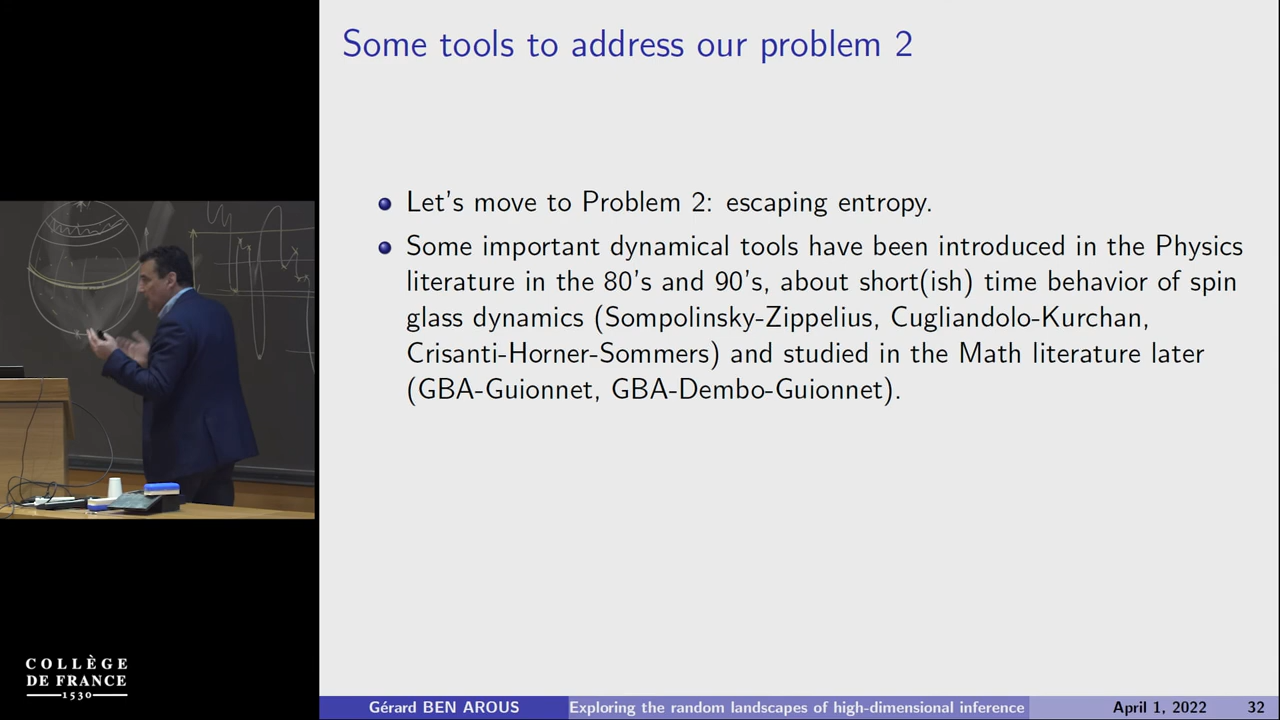 Some tools to address our problem 2
Let's move to Problem 2: escaping entropy.
Some important dynamical tools have been introduced in the Physics
literature in the 80's and 90's, about short(ish) time behavior of spin
glass dynamics (Sompolinsky-Zippelius, Cugliandolo-Kurchan,
Crisanti-Horner-Sommers) and studied in the Math literature later
(GBA-Guionnet, GBA-Dembo-Guionnet).
COLLÈGE
DE FRANCE
1530
Gérard BEN AROUS Exploring the random landscapes of high-dimensional inference April 1, 2022 32